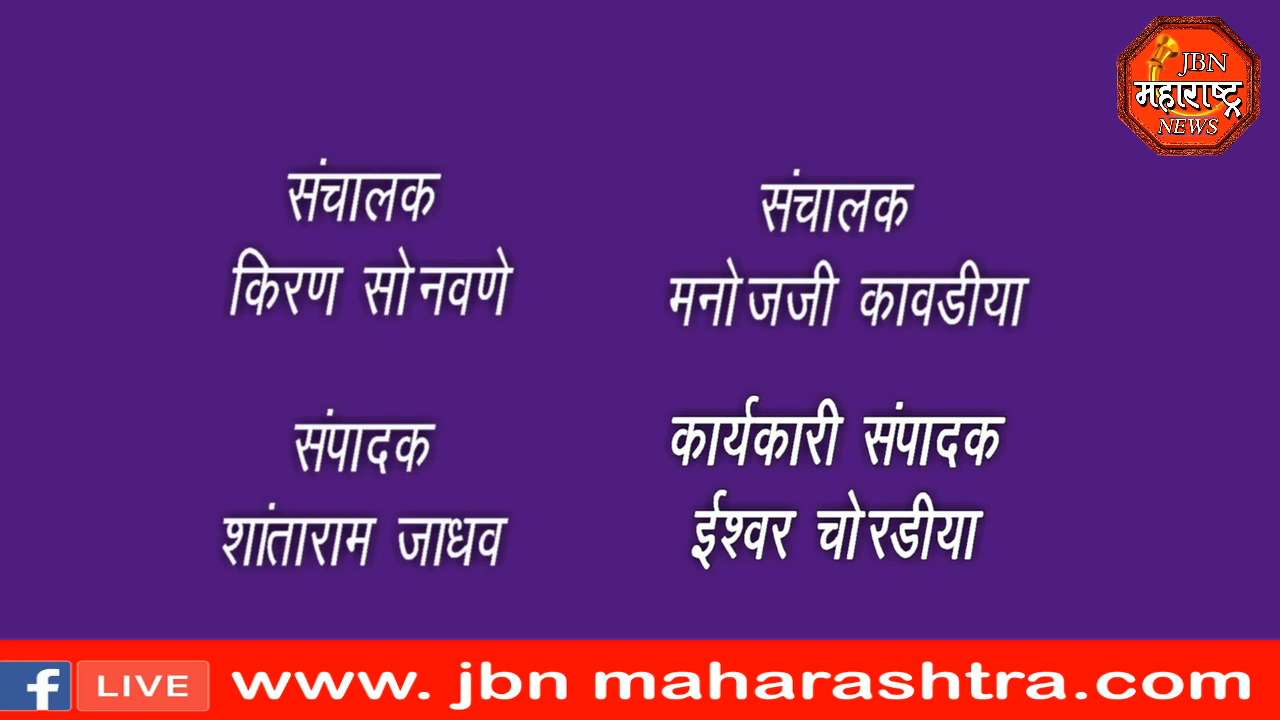 JBN
महाराष्ट्र
NEWS
संचालक
किरण सोनवणे
संचालक
मनोजजी कावडीया
संपादक
शांताराम जाधव
कार्यकारी संपादक
ईश्वर चोरडीया
f LIVE www. jbn maharashtra.com